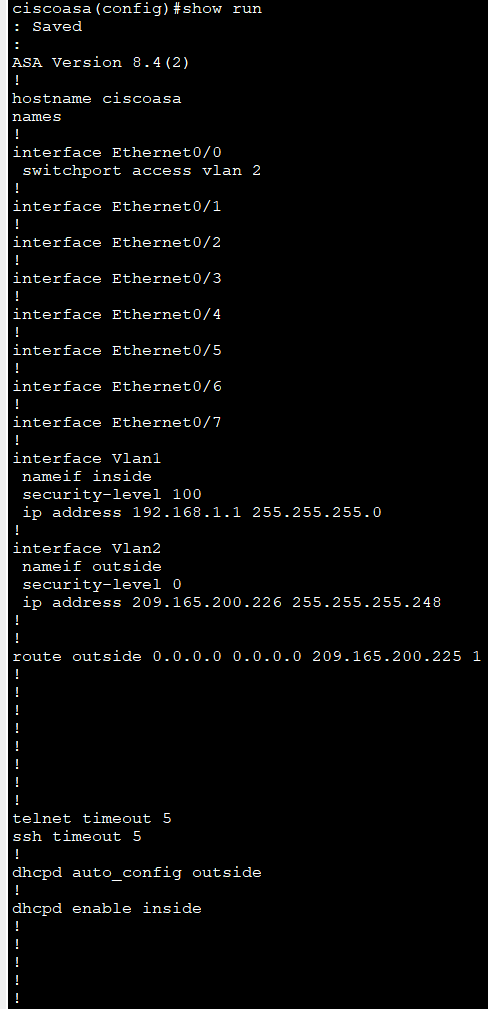 ciscoasa(config)#show run
: Saved
:
ASA Version 8.4(2)
!
hostname ciscoasa
names
!
interface Ethernet0/0
 switchport access vlan 2
!
interface Ethernet0/1
!
interface Ethernet0/2
!
interface Ethernet0/3
!
interface Ethernet0/4
!
interface Ethernet0/5
!
interface Ethernet0/6
!
interface Ethernet0/7
!
interface Vlan1
 nameif inside
 security-level 100
 ip address 192.168.1.1 255.255.255.0
!
interface Vlan2
 nameif outside
 security-level 0
 ip address 209.165.200.226 255.255.255.248
!
!
route outside 0.0.0.0 0.0.0.0 209.165.200.225 1
!
!
!
!
!
!
!
!
telnet timeout 5
ssh timeout 5
!
dhcpd auto_config outside
!
dhcpd enable inside
!
!
!
!
!